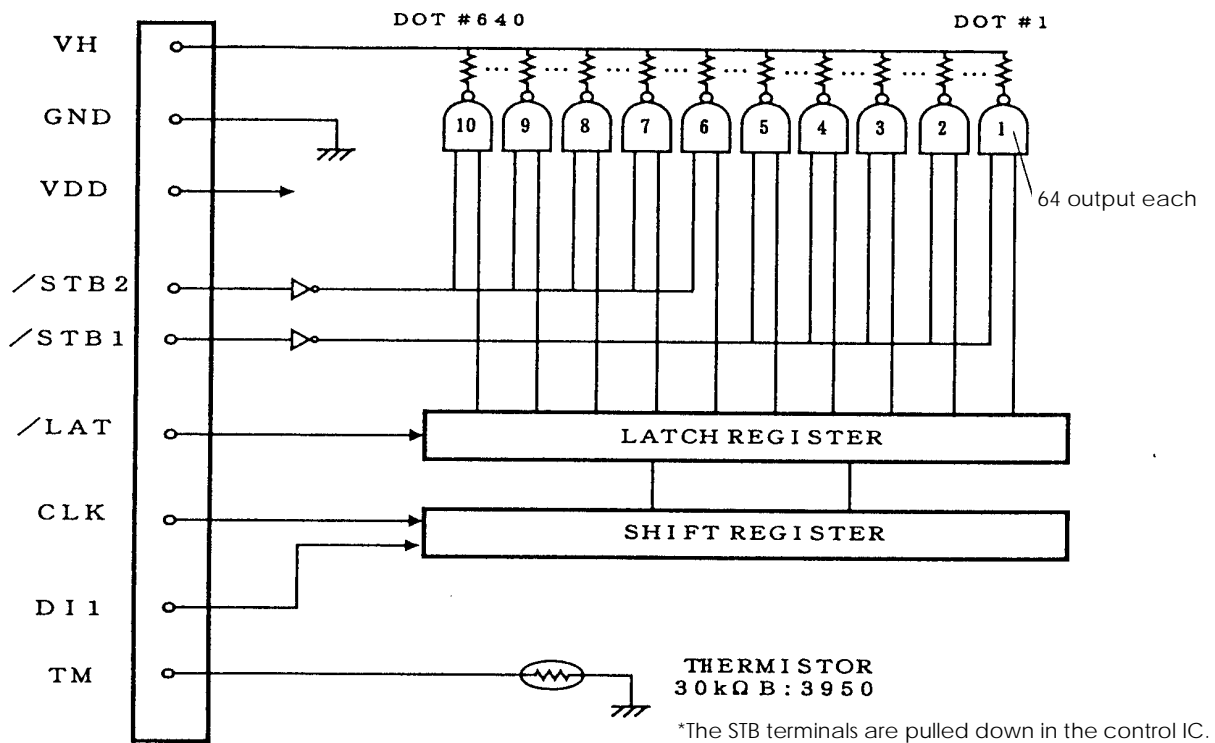 DOT #640
DOT #1
VH
GND
VDD
/STB2
/STB1
/LAT
CLK
DI1
TM
10 9 8 7 6 5 4 3 2 1
64 output each
LATCH REGISTER
SHIFT REGISTER
THERMISTOR
30kΩ B:3950
*The STB terminals are pulled down in the control IC.